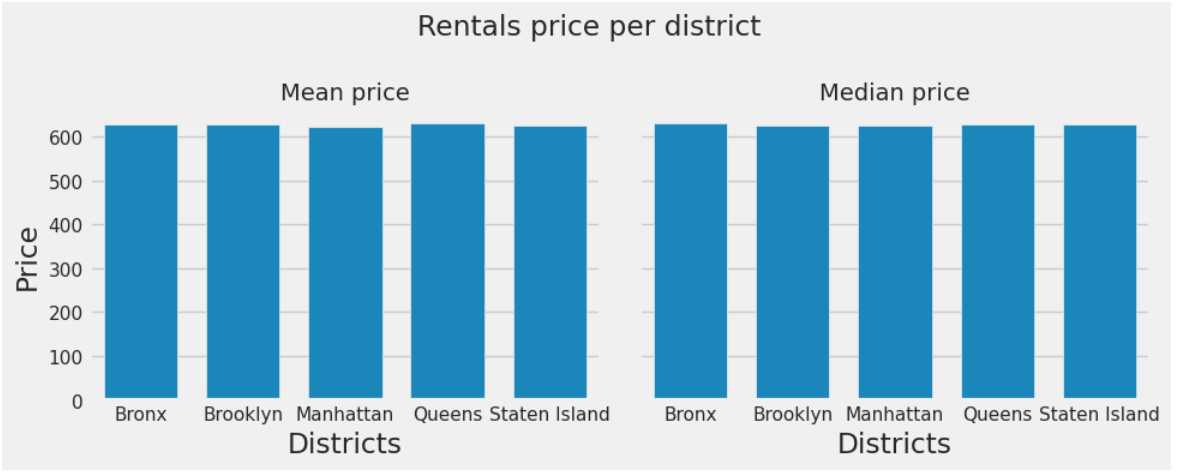 Rentals price per district
Mean price
Price
600
500
400
300
200
100
0
Bronx Brooklyn Manhattan Queens Staten Island
Districts
Median price
Bronx Brooklyn Manhattan Queens Staten Island
Districts